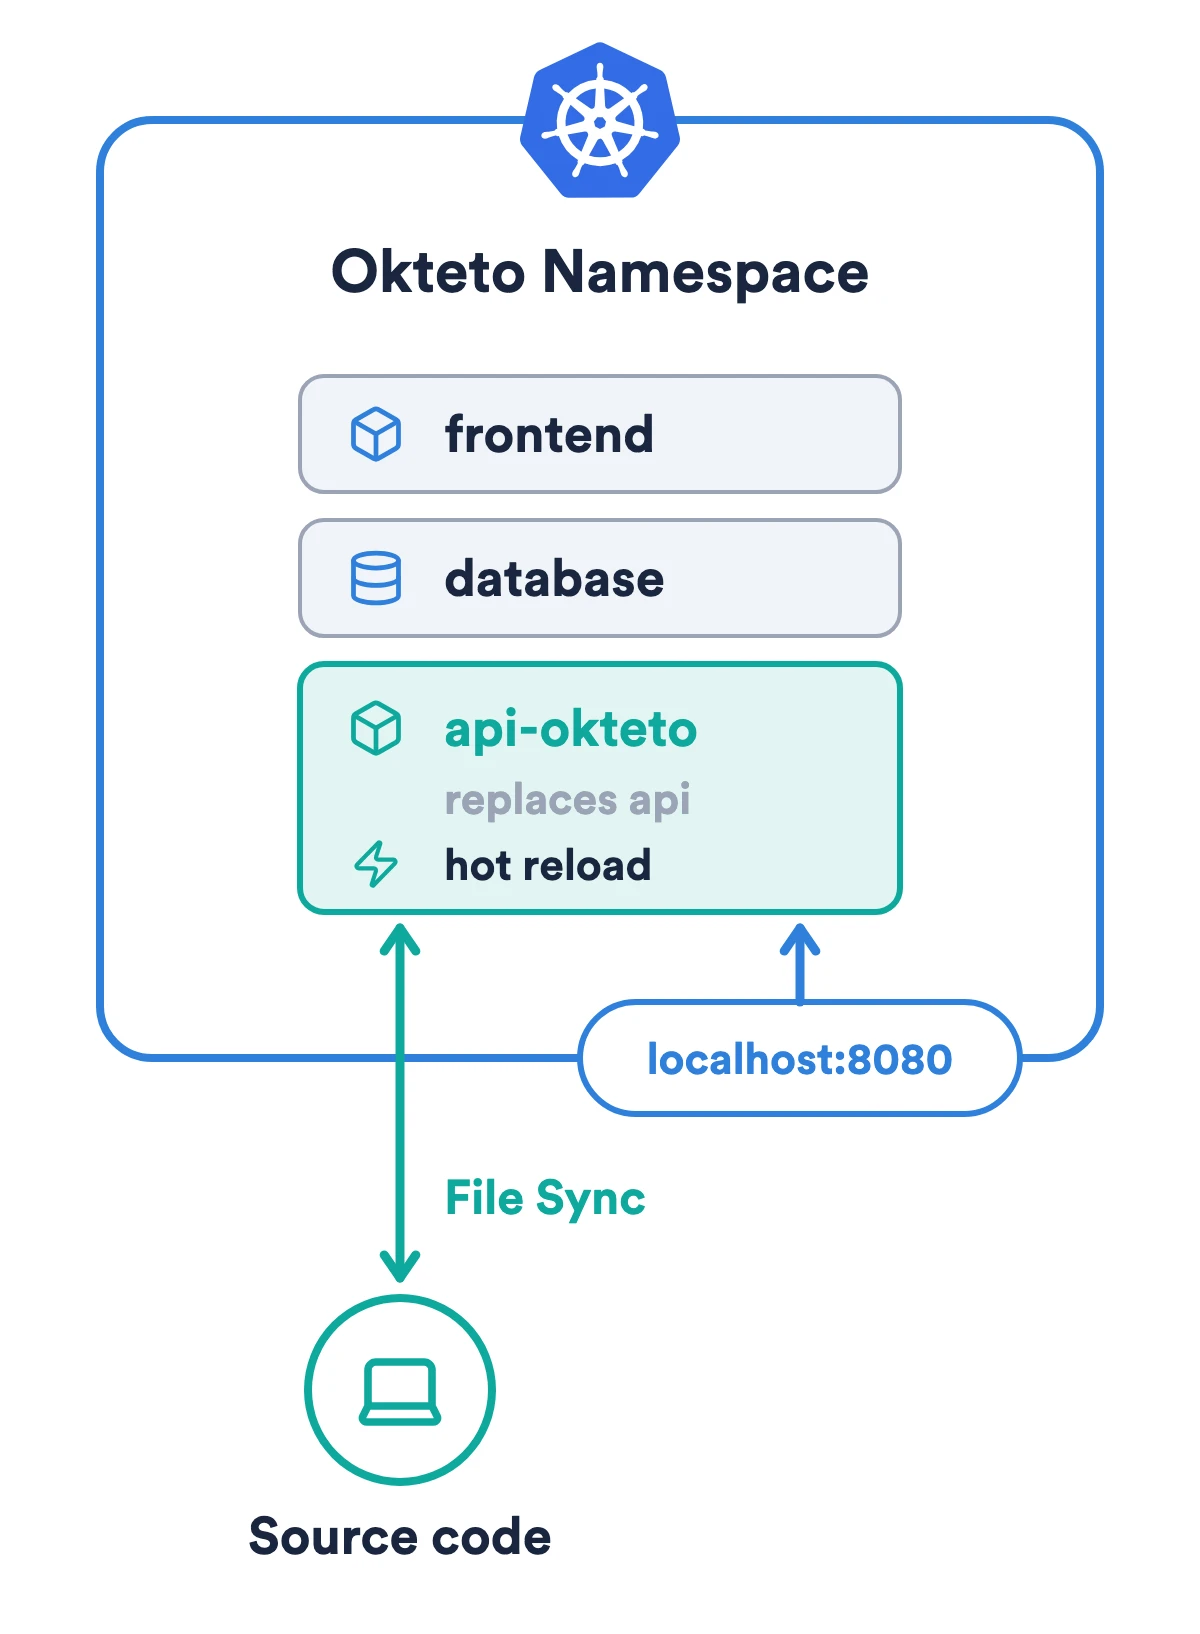 Okteto Namespace
frontend
database
api-okteto
replaces api
hot reload
localhost:8080
File Sync
Source code